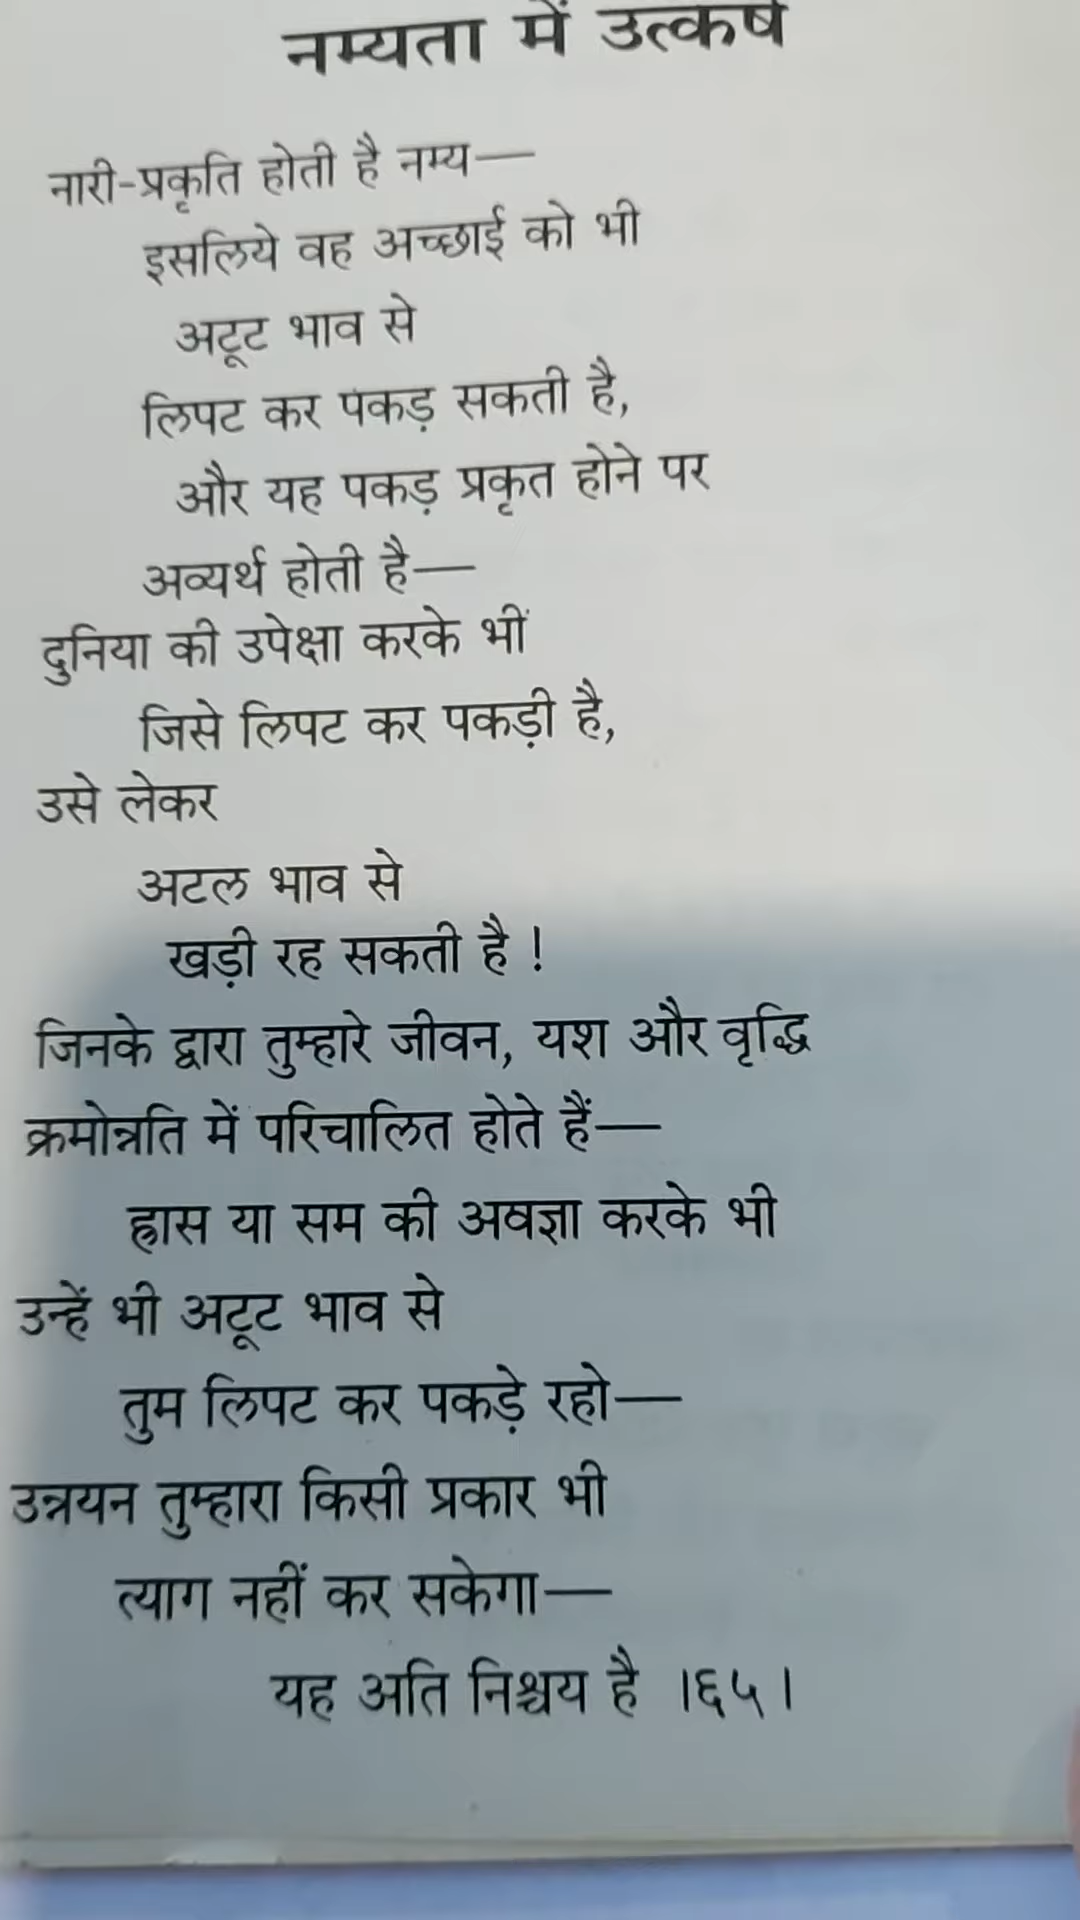 नम्यता में उत्कर्ष
नारी-प्रकृति होती है नम्य—
इसलिये वह अच्छाई को भी
अटूट भाव से
लिपट कर पकड़ सकती है,
और यह पकड़ प्रकृत होने पर
अव्यर्थ होती है—
दुनिया की उपेक्षा करके भी
जिसे लिपट कर पकड़ी है,
उसे लेकर
अटल भाव से
खड़ी रह सकती है !
जिनके द्वारा तुम्हारे जीवन, यश और वृद्धि
क्रमोन्नति में परिचालित होते हैं—
ह्रास या सम की अवज्ञा करके भी
उन्हें भी अटूट भाव से
तुम लिपट कर पकड़े रहो—
उन्नयन तुम्हारा किसी प्रकार भी
त्याग नहीं कर सकेगा—
यह अति निश्चय है ।६५।